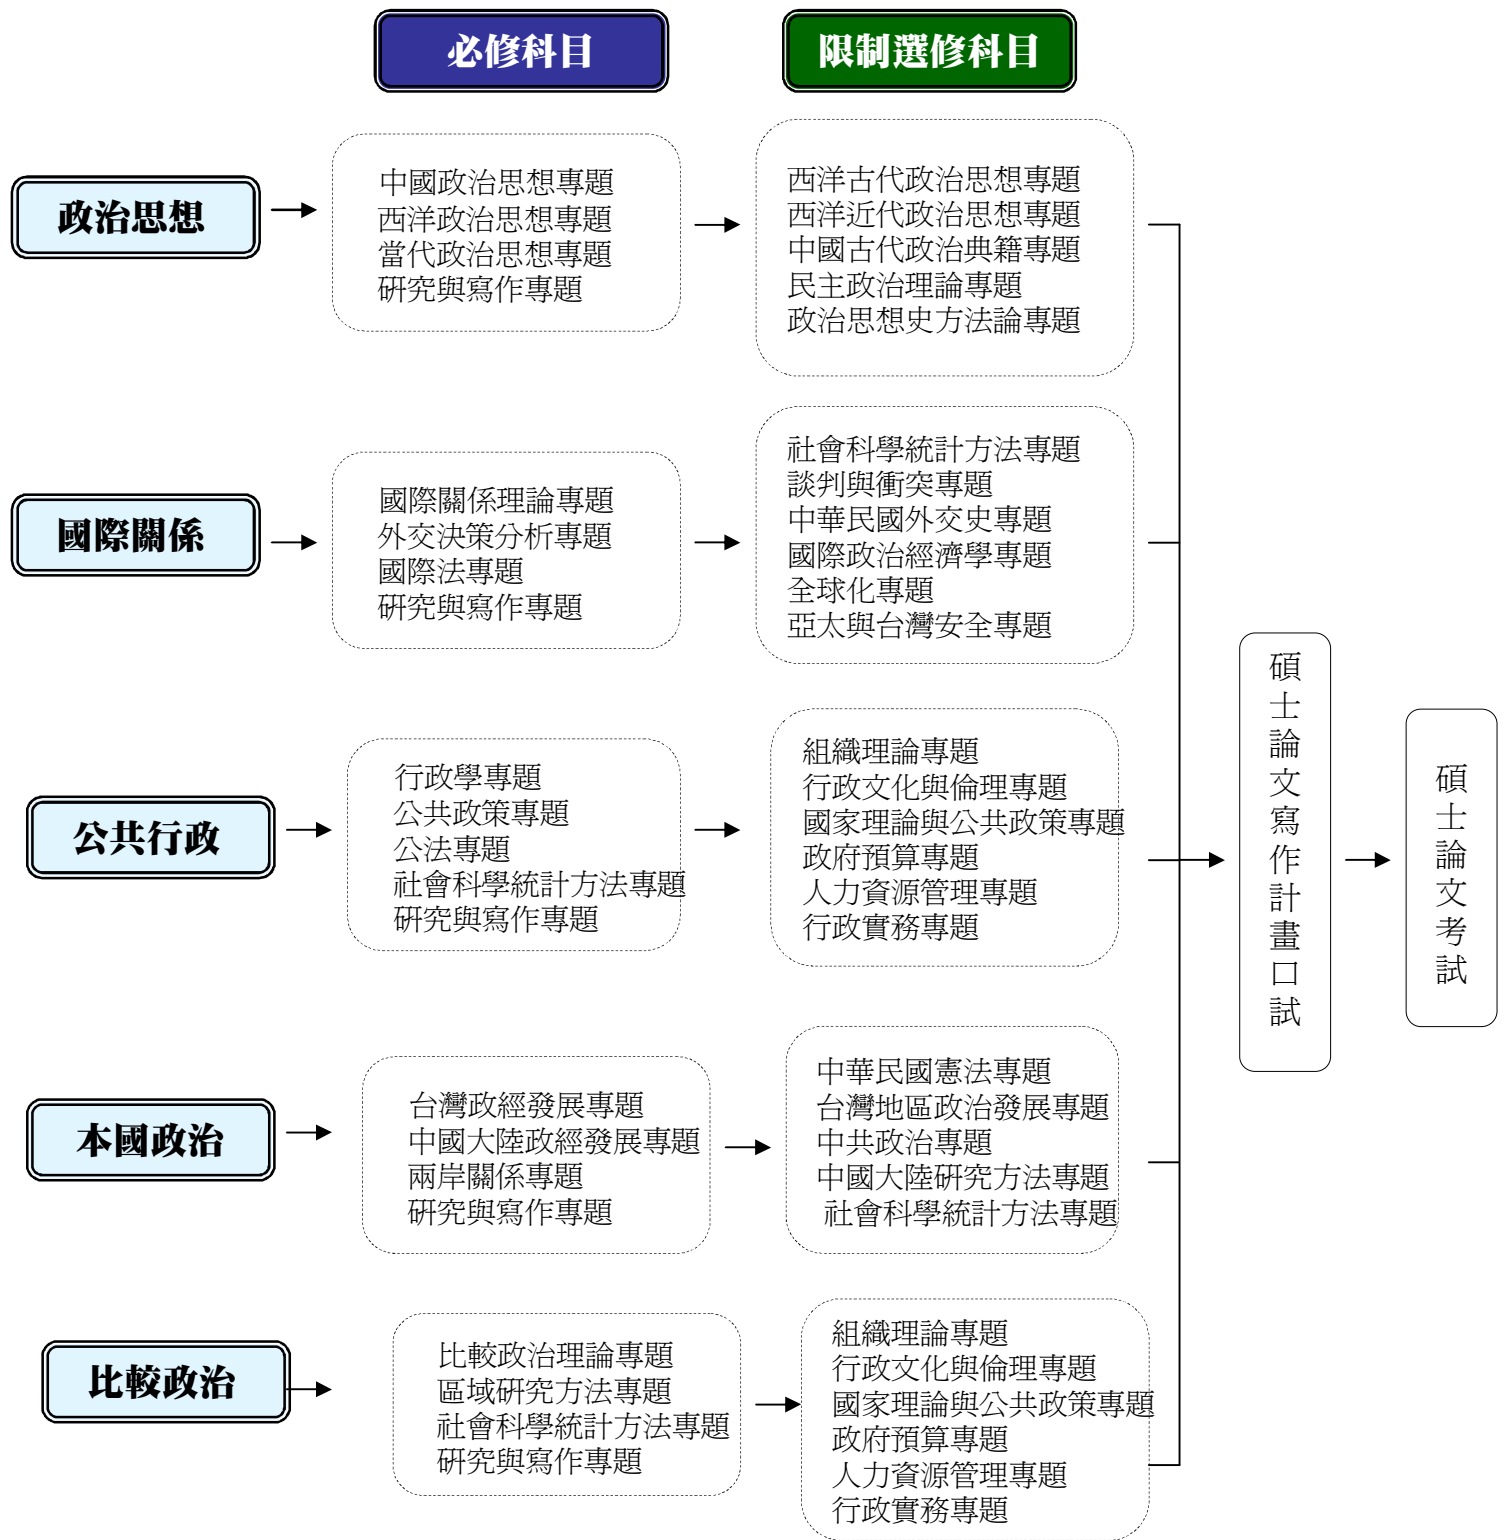 必修科目
限制選修科目
政治思想
中國政治思想專題
西洋政治思想專題
當代政治思想專題
研究與寫作專題
西洋古代政治思想專題
西洋近代政治思想專題
中國古代政治典籍專題
民主政治理論專題
政治思想史方法論專題
國際關係
國際關係理論專題
外交決策分析專題
國際法專題
研究與寫作專題
社會科學統計方法專題
談判與衝突專題
中華民國外交史專題
國際政治經濟學專題
全球化專題
亞太與台灣安全專題
公共行政
行政學專題
公共政策專題
公法專題
社會科學統計方法專題
研究與寫作專題
組織理論專題
行政文化與倫理專題
國家理論與公共政策專題
政府預算專題
人力資源管理專題
行政實務專題
本國政治
台灣政經發展專題
中國大陸政經發展專題
兩岸關係專題
研究與寫作專題
中華民國憲法專題
台灣地區政治發展專題
中共政治專題
中國大陸研究方法專題
社會科學統計方法專題
比較政治
比較政治理論專題
區域研究方法專題
社會科學統計方法專題
研究與寫作專題
組織理論專題
行政文化與倫理專題
國家理論與公共政策專題
政府預算專題
人力資源管理專題
行政實務專題
碩士論文寫作計畫口試
碩士論文考試